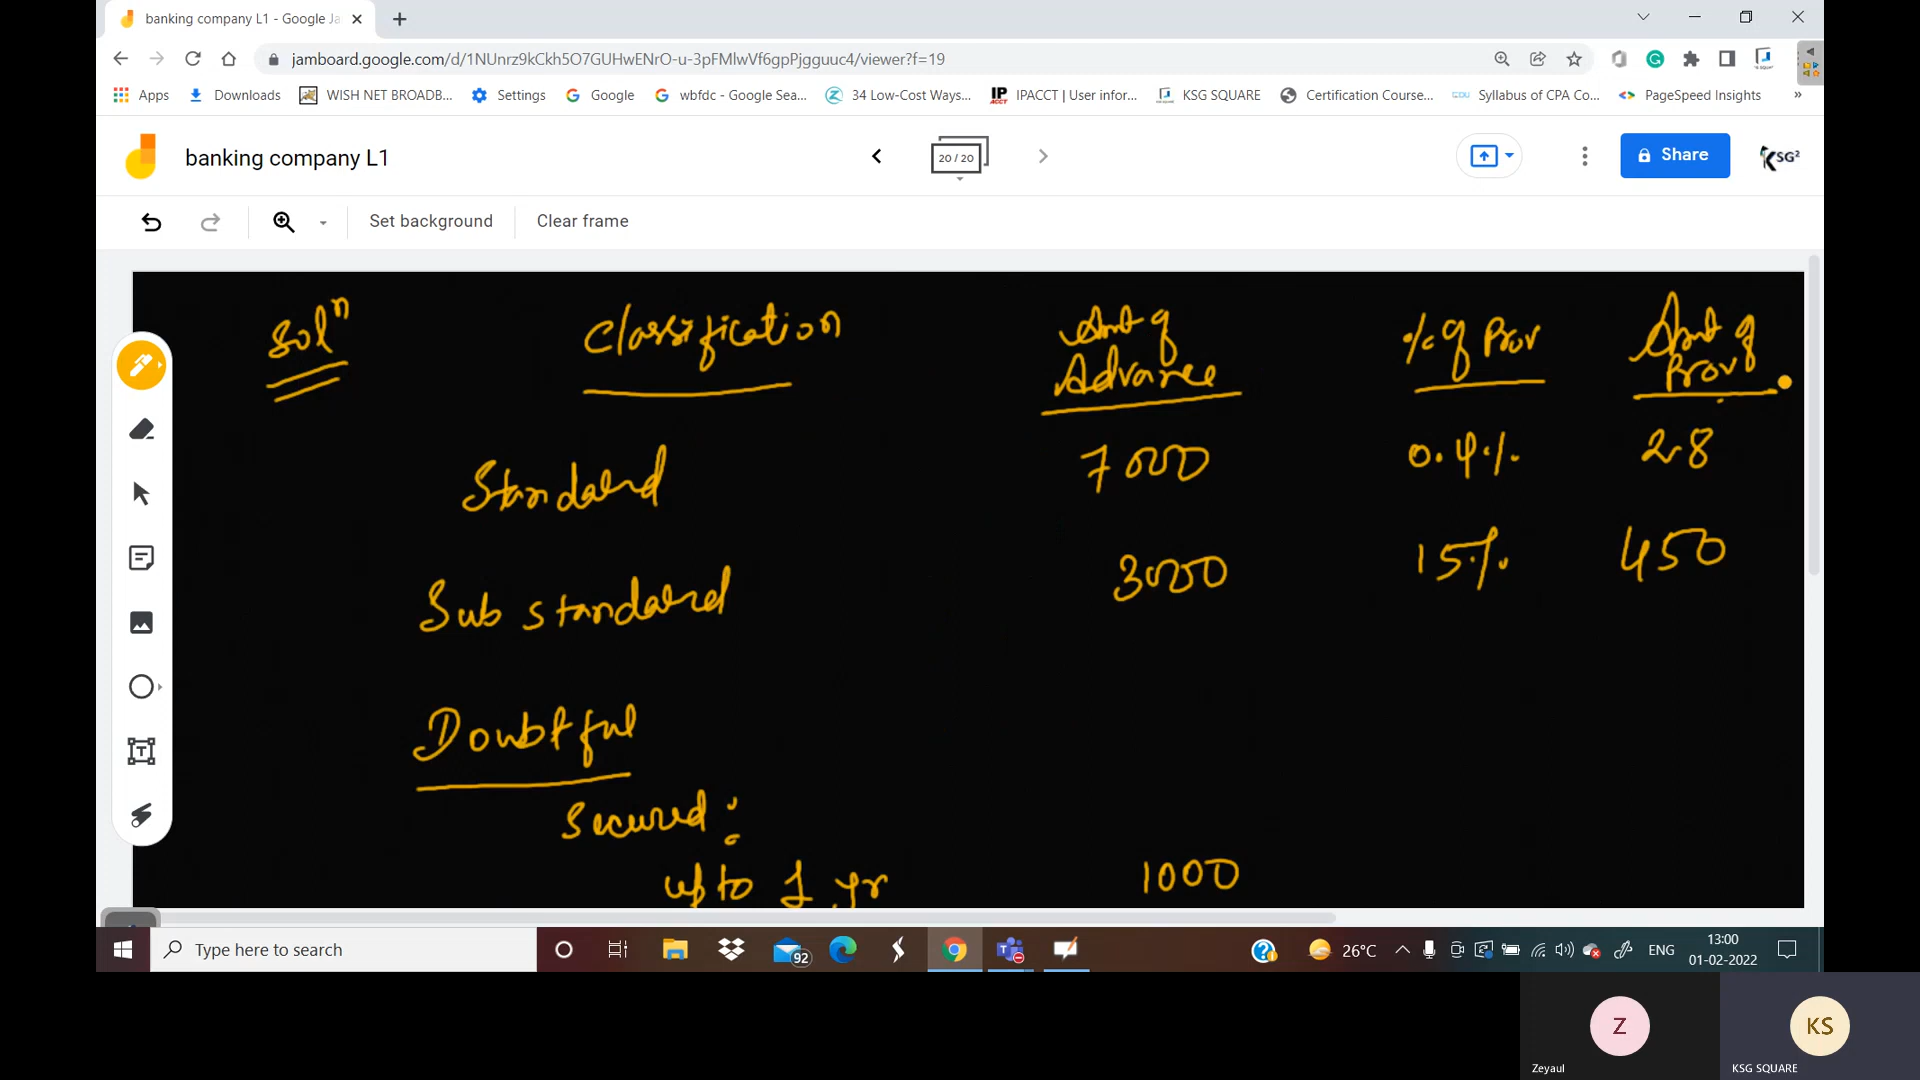 banking company L1 - Google Ja
jamboard.google.com/d/1NUnrz9kCkh5O7GUHwENrO-u-3pFMlwVf6gpPjgguuc4/viewer?f=19
Apps Downloads WISH NET BROADB... Settings Google wbfdc - Google Sea... 34 Low-Cost Ways... IPACCT | User infor... KSG SQUARE Certification Course... Syllabus of CPA Co... PageSpeed Insights »
banking company L1
20 / 20
Share
KSG²
Set background Clear frame
Solⁿ Classification Amt of Advance % of Prov Amt of Prov
Standard 7000 0.4% 28
Sub standard 3000 15% 450
Doubtful
Secured :
upto 1 yr 1000
Type here to search
92
26°C
ENG
13:00
01-02-2022
Z
Zeyaul
KS
KSG SQUARE